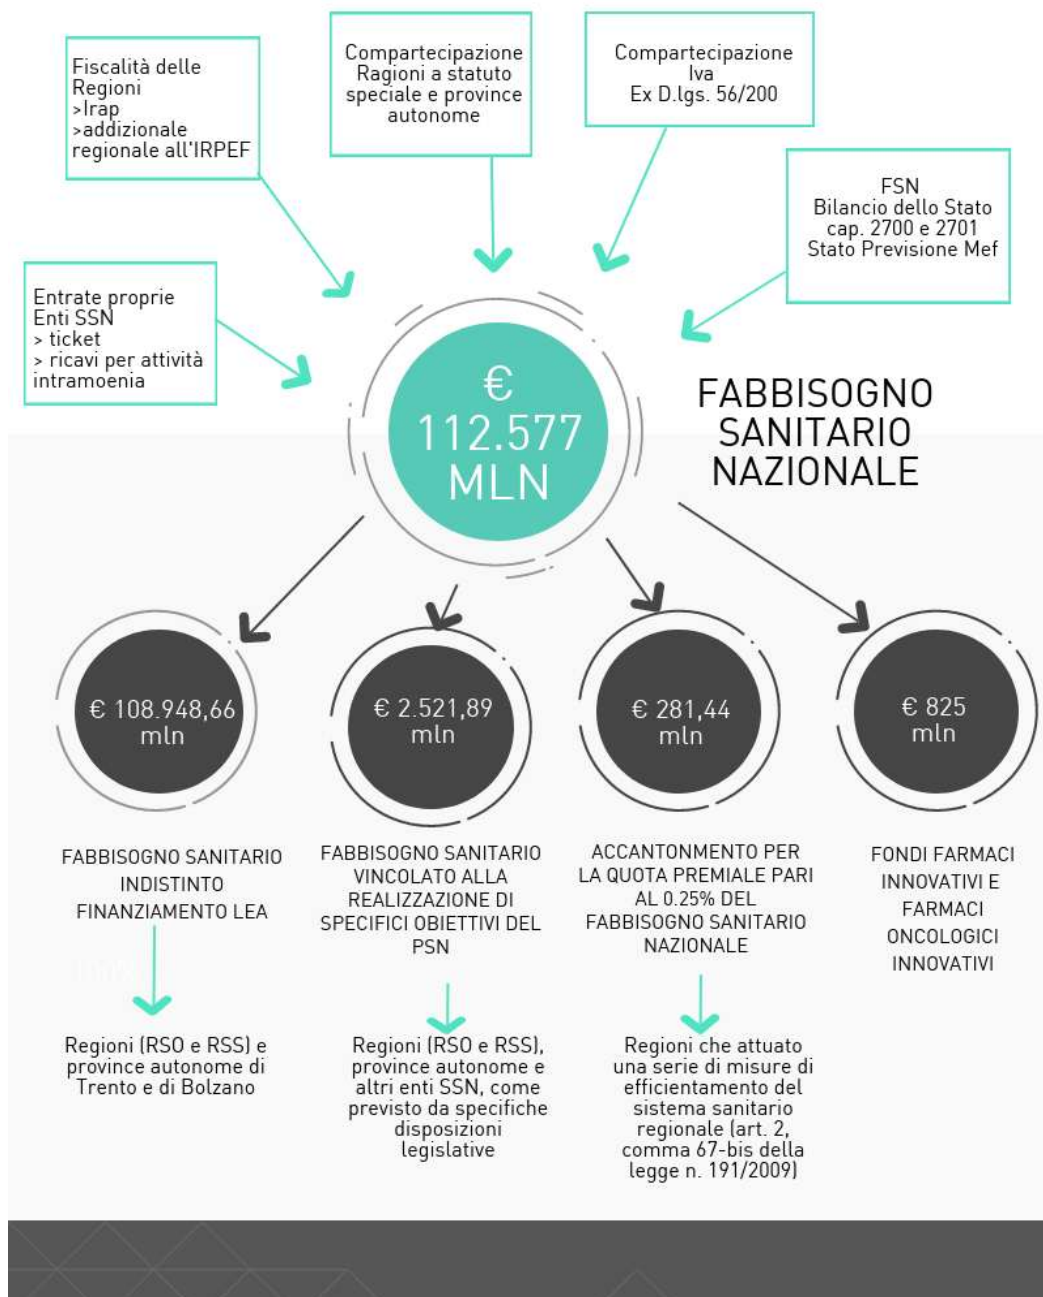 Fiscalità delle
Regioni
>Irap
>addizionale
regionale all'IRPEF
Compartecipazione
Ragioni a statuto
speciale e province
autonome
Compartecipazione
Iva
Ex D.lgs. 56/200
FSN
Bilancio dello Stato
cap. 2700 e 2701
Stato Previsione Mef
Entrate proprie
Enti SSN
> ticket
> ricavi per attività
intramoenia
€
112.577
MLN
FABBISOGNO
SANITARIO
NAZIONALE
€ 108.948,66
mln
€ 2.521,89
mln
€ 281,44
mln
€ 825
mln
FABBISOGNO SANITARIO
INDISTINTO
FINANZIAMENTO LEA
FABBISOGNO SANITARIO
VINCOLATO ALLA
REALIZZAZIONE DI
SPECIFICI OBIETTIVI DEL
PSN
ACCANTONMENTO PER
LA QUOTA PREMIALE PARI
AL 0.25% DEL
FABBISOGNO SANITARIO
NAZIONALE
FONDI FARMACI
INNOVATIVI E
FARMACI
ONCOLOGICI
INNOVATIVI
Regioni (RSO e RSS) e
province autonome di
Trento e di Bolzano
Regioni (RSO e RSS),
province autonome e
altri enti SSN, come
previsto da specifiche
disposizioni
legislative
Regioni che attuato
una serie di misure di
efficientamento del
sistema sanitario
regionale (art. 2,
comma 67-bis della
legge n. 191/2009)